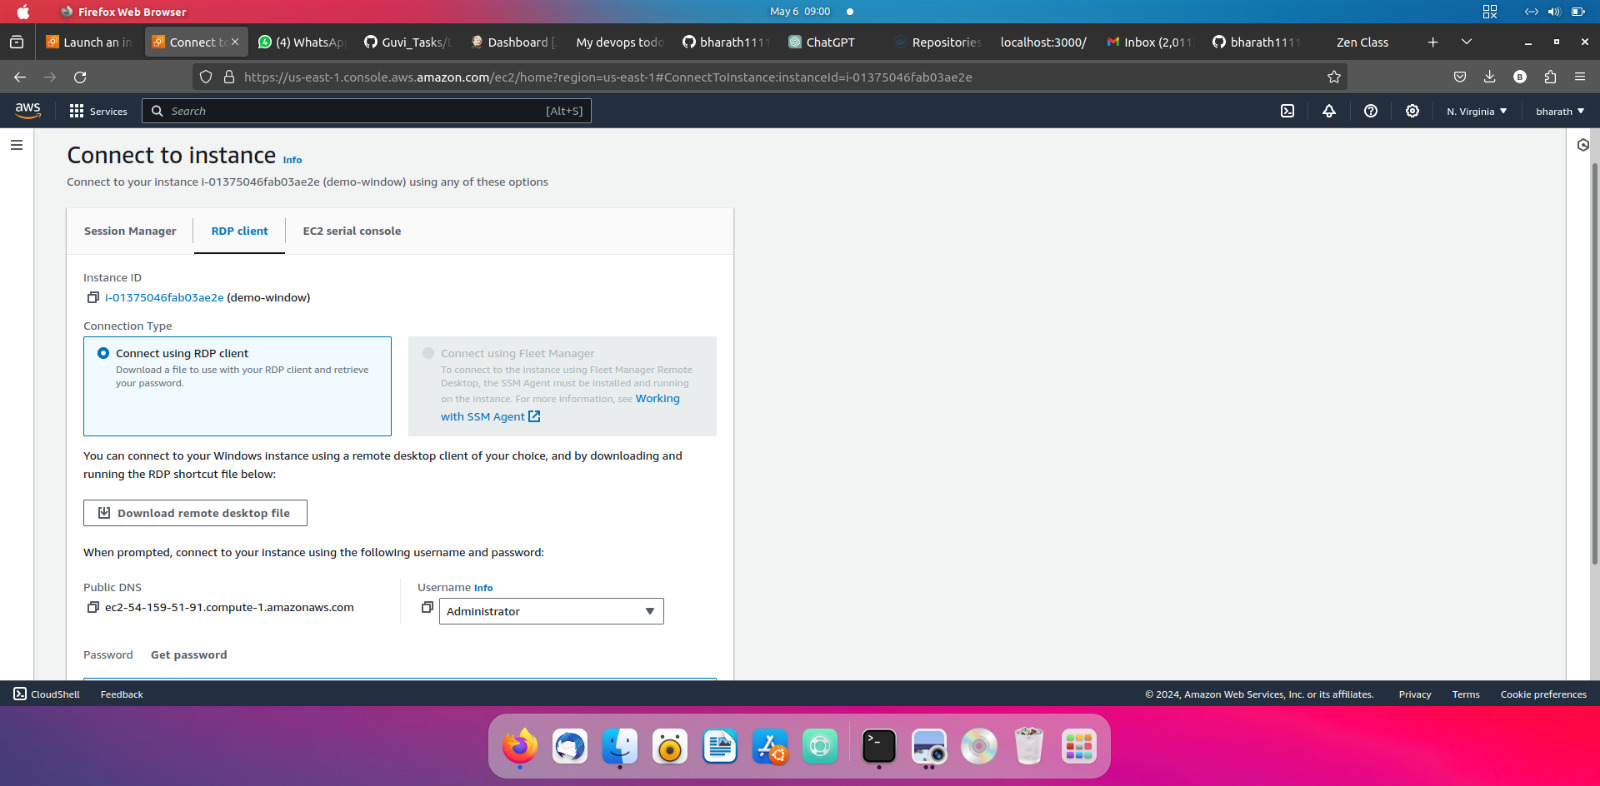 Firefox Web Browser
May 6 09:00
Launch an in
Connect to
(4) WhatsAp
Guvi_Tasks/
Dashboard [
My devops todo
bharath1111
ChatGPT
Repositories
localhost:3000/
Inbox (2,011
bharath1111
Zen Class
https://us-east-1.console.aws.amazon.com/ec2/home?region=us-east-1#ConnectToInstance:instanceId=i-01375046fab03ae2e
B
aws
Services
Search
[Alt+S]
N. Virginia
bharath
Connect to instance Info
Connect to your instance i-01375046fab03ae2e (demo-window) using any of these options
Session Manager
RDP client
EC2 serial console
Instance ID
i-01375046fab03ae2e (demo-window)
Connection Type
Connect using RDP client
Download a file to use with your RDP client and retrieve
your password.
Connect using Fleet Manager
To connect to the instance using Fleet Manager Remote
Desktop, the SSM Agent must be installed and running
on the instance. For more information, see Working
with SSM Agent
You can connect to your Windows instance using a remote desktop client of your choice, and by downloading and
running the RDP shortcut file below:
Download remote desktop file
When prompted, connect to your instance using the following username and password:
Public DNS
ec2-54-159-51-91.compute-1.amazonaws.com
Username Info
Administrator
Password Get password
CloudShell
Feedback
© 2024, Amazon Web Services, Inc. or its affiliates.
Privacy
Terms
Cookie preferences